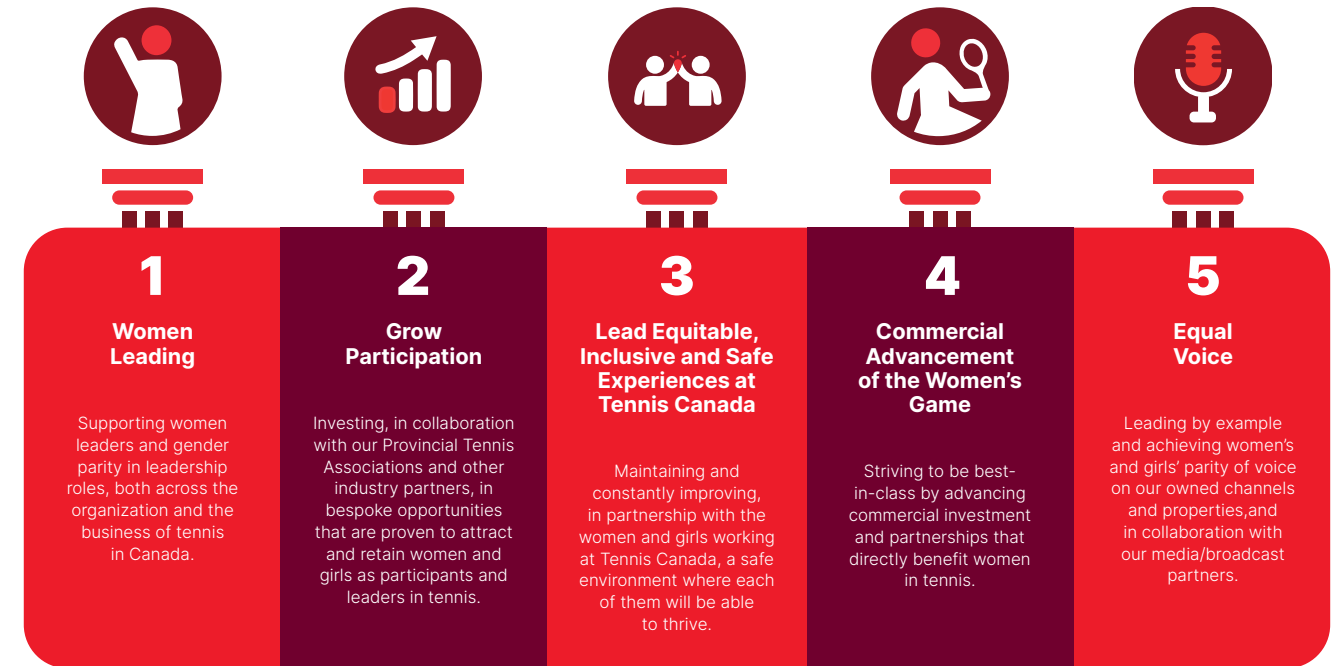 1
Women
Leading
Supporting women
leaders and gender
parity in leadership
roles, both across the
organization and the
business of tennis
in Canada.
2
Grow
Participation
Investing, in collaboration
with our Provincial Tennis
Associations and other
industry partners, in
bespoke opportunities
that are proven to attract
and retain women and
girls as participants and
leaders in tennis.
3
Lead Equitable,
Inclusive and Safe
Experiences at
Tennis Canada
Maintaining and
constantly improving,
in partnership with the
women and girls working
at Tennis Canada, a safe
environment where each
of them will be able
to thrive.
4
Commercial
Advancement
of the Women’s
Game
Striving to be best-
in-class by advancing
commercial investment
and partnerships that
directly benefit women
in tennis.
5
Equal
Voice
Leading by example
and achieving women’s
and girls’ parity of voice
on our owned channels
and properties,and
in collaboration with
our media/broadcast
partners.